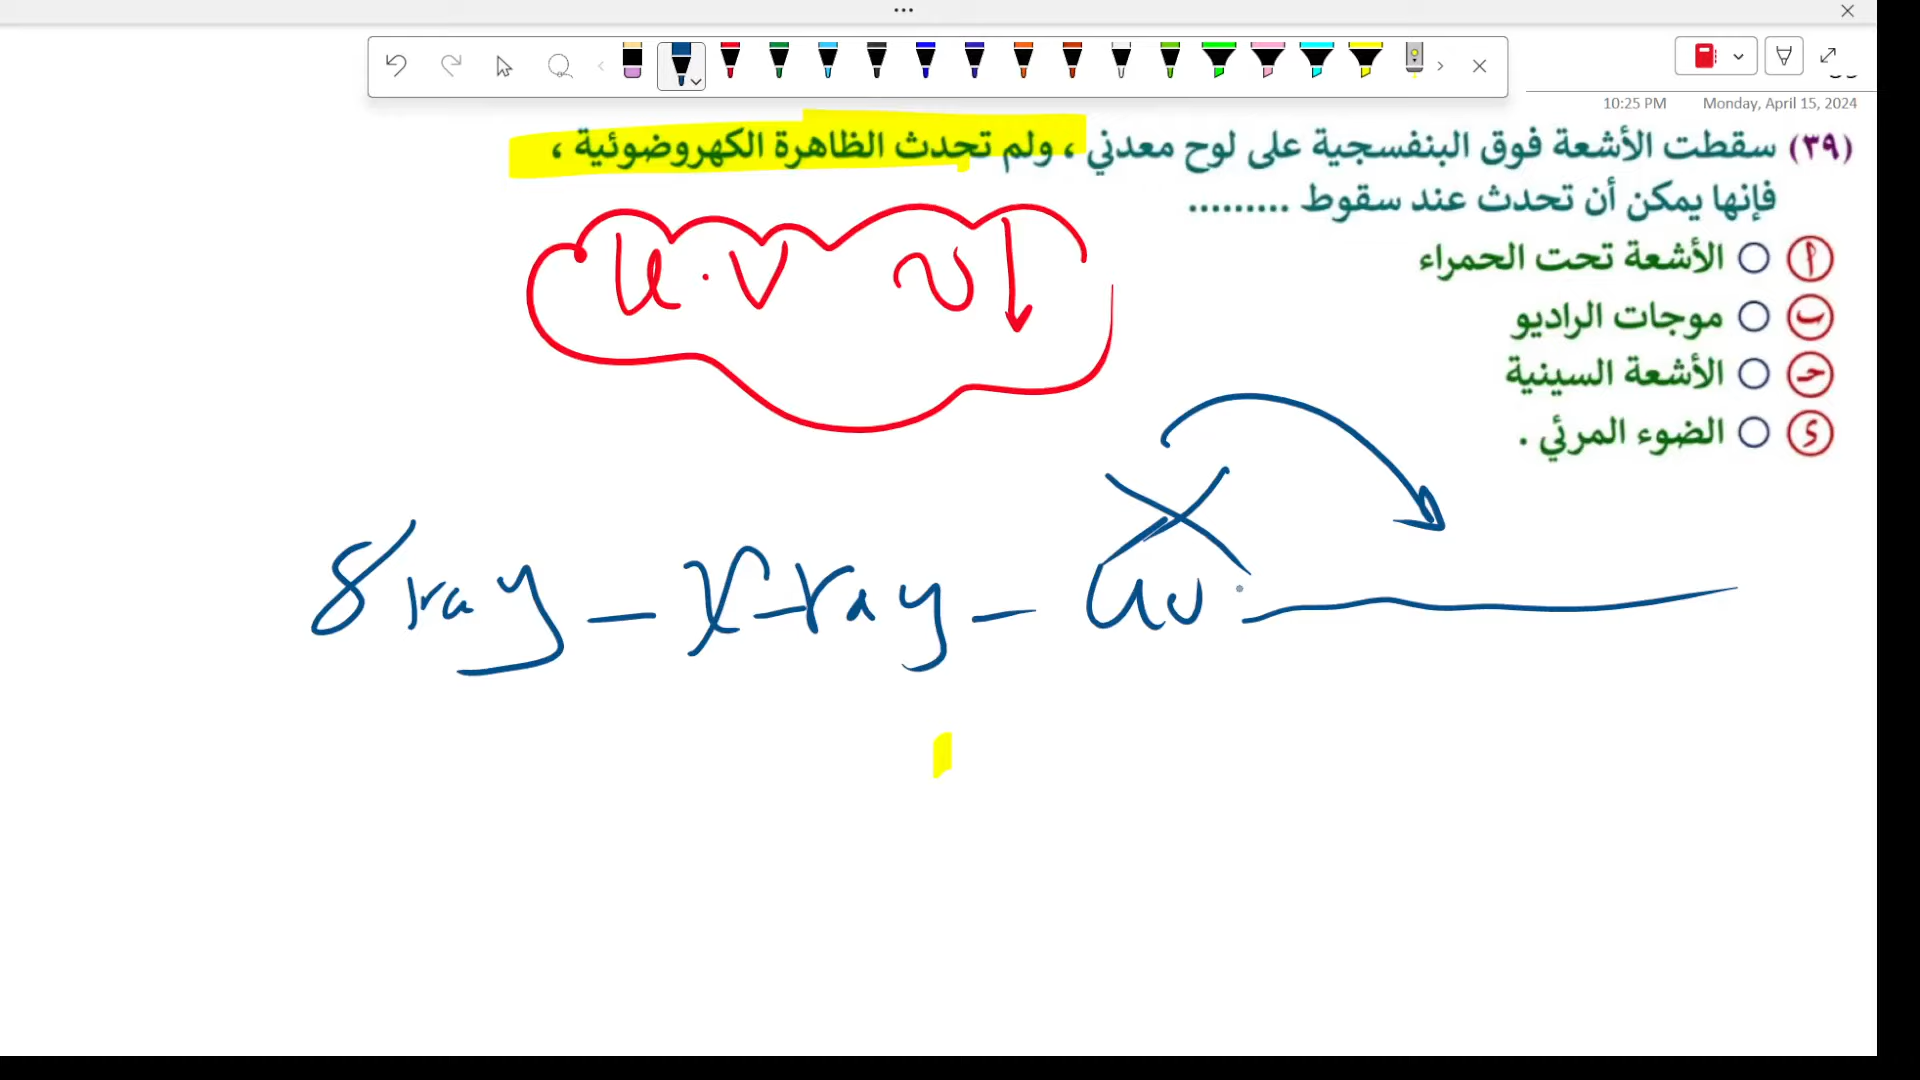 10:25 PM Monday, April 15, 2024
(٣٩) سقطت الأشعة فوق البنفسجية على لوح معدني ، ولم تحدث الظاهرة الكهروضوئية ،
فإنها يمكن أن تحدث عند سقوط .........
أ الأشعة تحت الحمراء
ب موجات الراديو
جـ الأشعة السينية
د الضوء المرئي .
u.v υ↓
γ ray - x-ray - uv